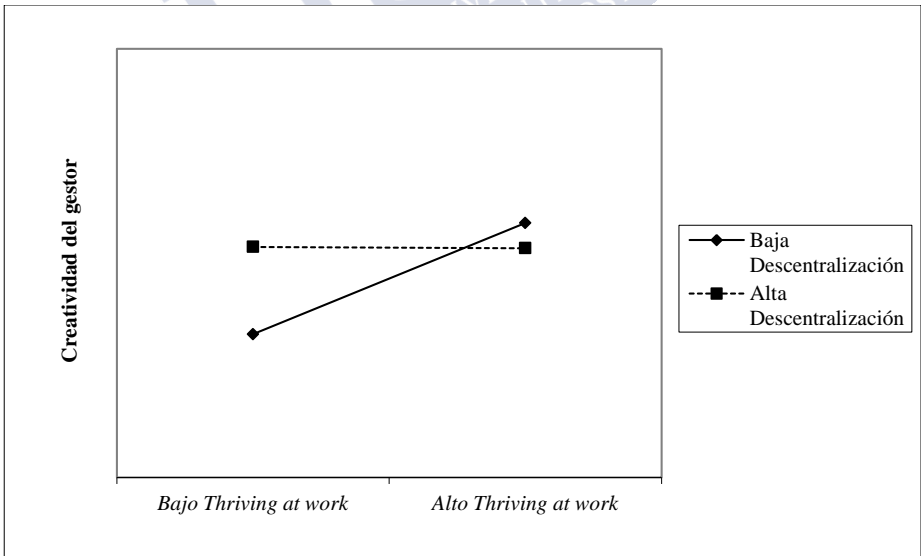 Creatividad del gestor
Baja
Descentralización
Alta
Descentralización
Bajo Thriving at work
Alto Thriving at work